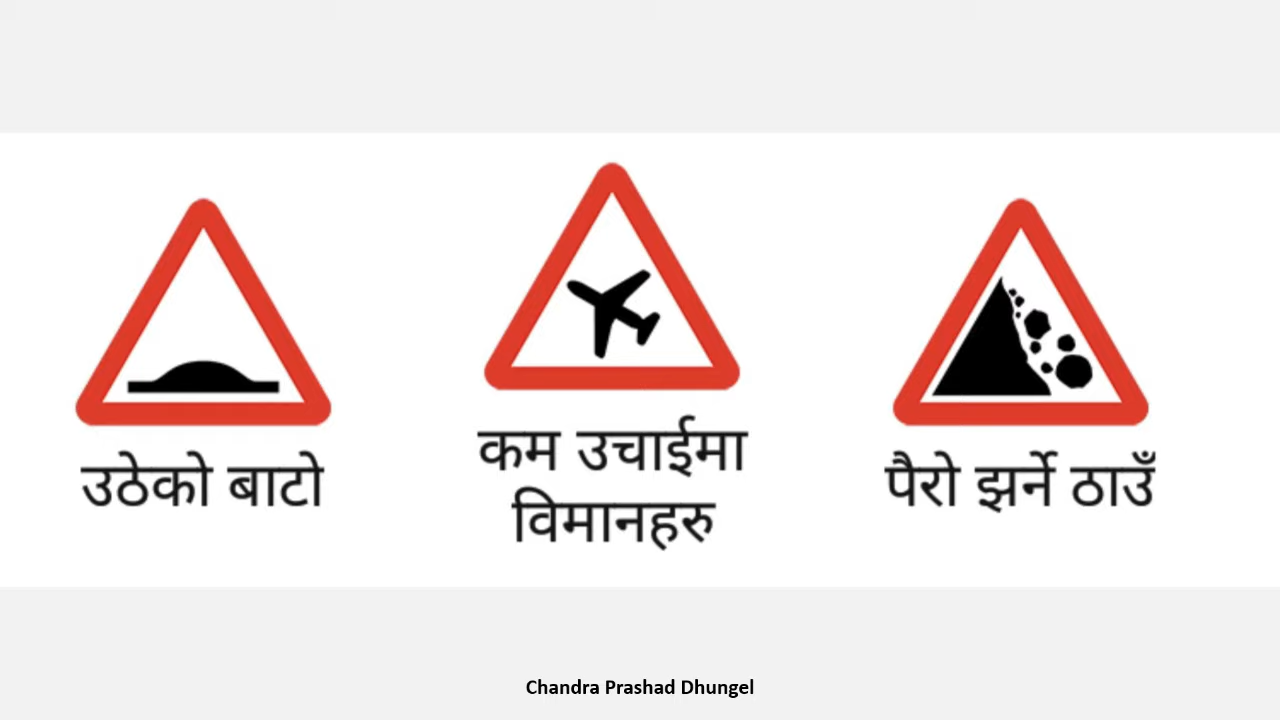 उठेको बाटो
कम उचाईमा
विमानहरु
पैरो झर्ने ठाउँ
Chandra Prashad Dhungel